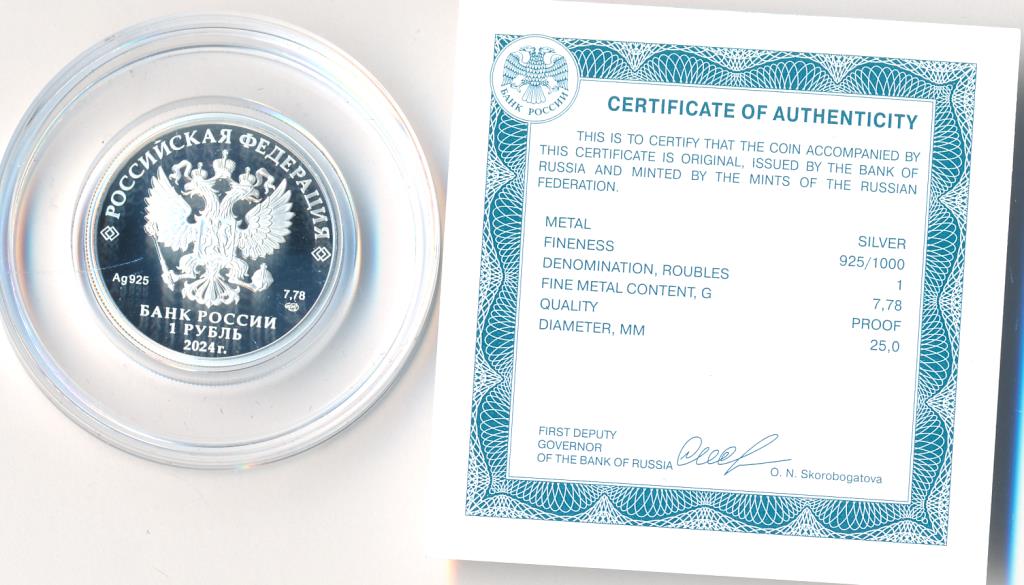 РОССИЙСКАЯ ФЕДЕРАЦИЯ
Ag 925
7,78
БАНК РОССИИ
1 РУБЛЬ
2024 г.
БАНК РОССИИ
CERTIFICATE OF AUTHENTICITY
THIS IS TO CERTIFY THAT THE COIN ACCOMPANIED BY
THIS CERTIFICATE IS ORIGINAL, ISSUED BY THE BANK OF
RUSSIA AND MINTED BY THE MINTS OF THE RUSSIAN
FEDERATION.
METAL SILVER
FINENESS 925/1000
DENOMINATION, ROUBLES 1
FINE METAL CONTENT, G 7,78
QUALITY PROOF
DIAMETER, MM 25,0
FIRST DEPUTY
GOVERNOR
OF THE BANK OF RUSSIA
O. N. Skorobogatova